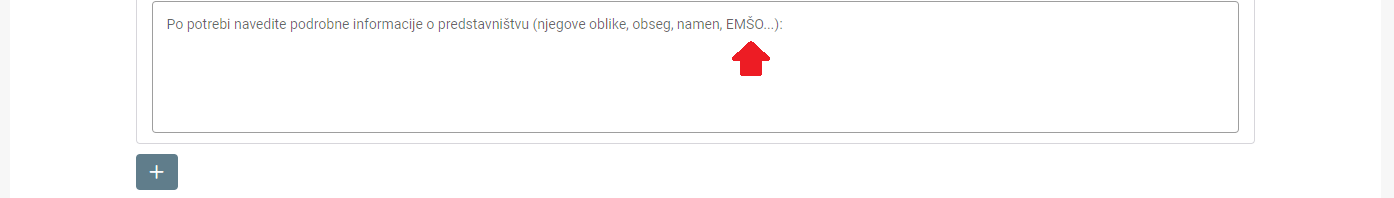 Po potrebi navedite podrobne informacije o predstavništvu (njegove oblike, obseg, namen, EMŠO...):
+